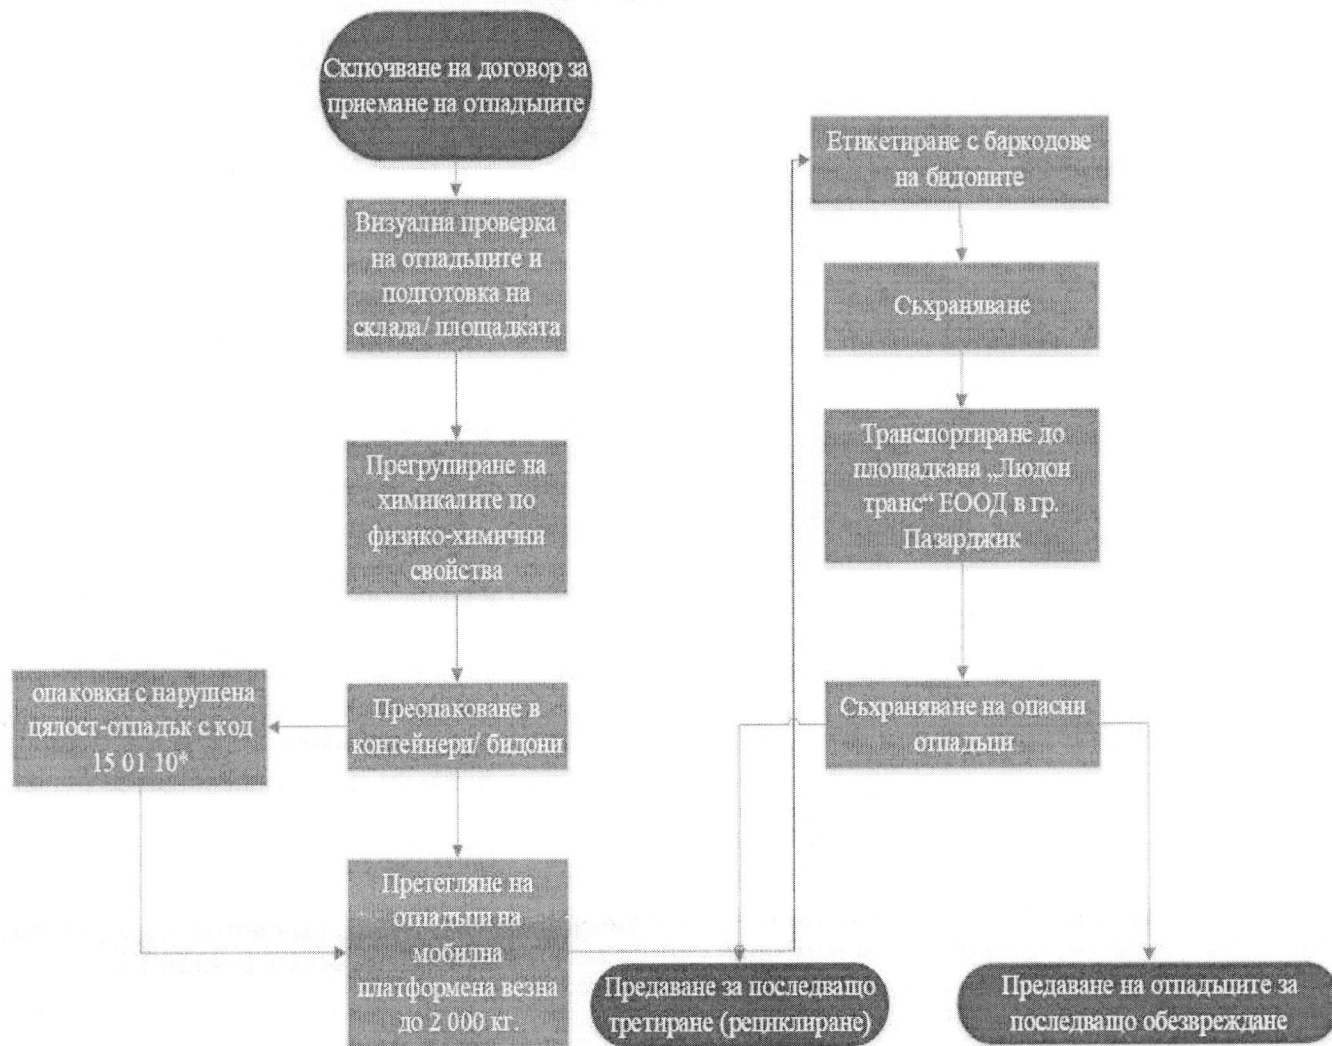 Сключване на договор за
приемане на отпадъците
Визуална проверка
на отпадъците и
подготовка на
склада/ площадката
Прегрупиране на
химикалите по
физико-химични
свойства
Преопаковане в
контейнери/ бидони
опаковки с нарушена
цялост-отпадък с код
15 01 10*
Претегляне на
отпадъци на
мобилна
платформена везна
до 2 000 кг.
Етикетиране с баркодове
на бидоните
Съхраняване
Транспортиране до
площадкана „Людон
транс“ ЕООД в гр.
Пазарджик
Съхраняване на опасни
отпадъци
Предаване за последващо
третиране (рециклиране)
Предаване на отпадъците за
последващо обезвреждане